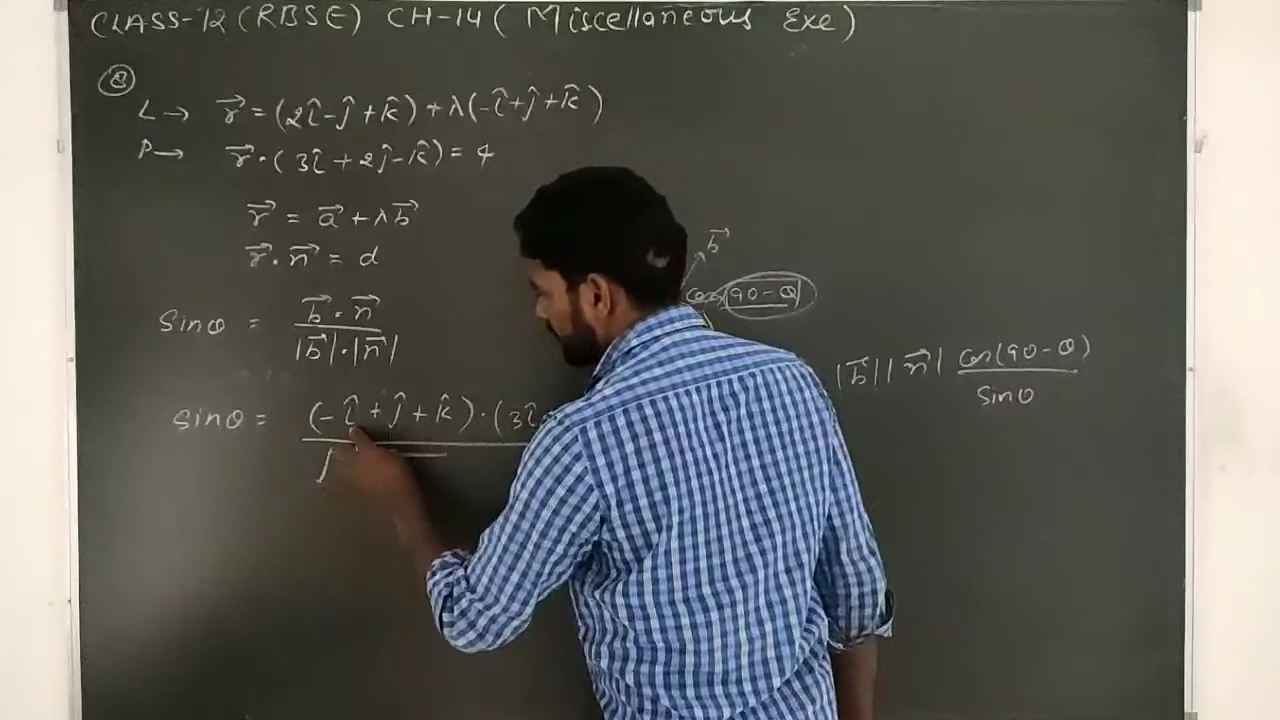 CLASS-12 (RBSE) CH-14 ( Miscellaneous Exe )
8
L → r⃗ = (2î - ĵ + k̂) + λ(-î + ĵ + k̂)
P → r⃗ · (3î + 2ĵ - k̂) = 4
r⃗ = a⃗ + λb⃗
r⃗ · n⃗ = d
b⃗
cos(90-θ)
Sinθ = b⃗ · n⃗ / |b⃗| · |n⃗|
|b⃗| |n⃗| cos(90-θ)
Sinθ
Sinθ = (-î + ĵ + k̂) · (3î
√